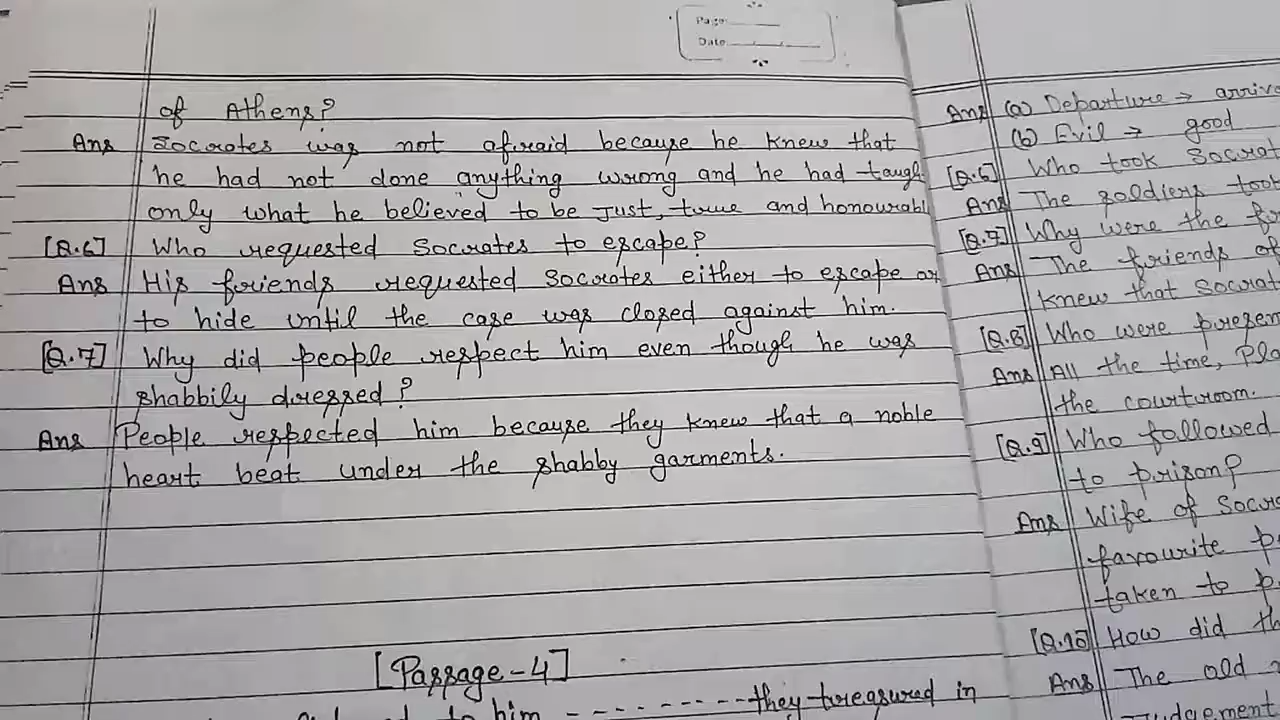 Page:
Date
of Athens?
Ans Socrates was not afraid because he knew that
he had not done anything wrong and he had taugh
only what he believed to be just, true and honourabl
[Q.6] Who requested Socrates to escape?
Ans His friends requested Socrates either to escape or
to hide until the case was closed against him.
[Q.7] Why did people respect him even though he was
shabbily dressed?
Ans People respected him because they knew that a noble
heart beat under the shabby garments.
[Passage-4]
to him - - - - - - - - they treasured in
Ans (a) Departure → arriv
(b) Evil → good
[Q.6] Who took Socrat
Ans The soldiers took
[Q.7] Why were the f
Ans The friends of
knew that Socrat
[Q.8] Who were presen
Ans All the time, Pla
the courtroom.
[Q.9] Who followed
to prison?
Ans Wife of Socr
favourite p
taken to p
[Q.10] How did th
Ans The old
Judgement